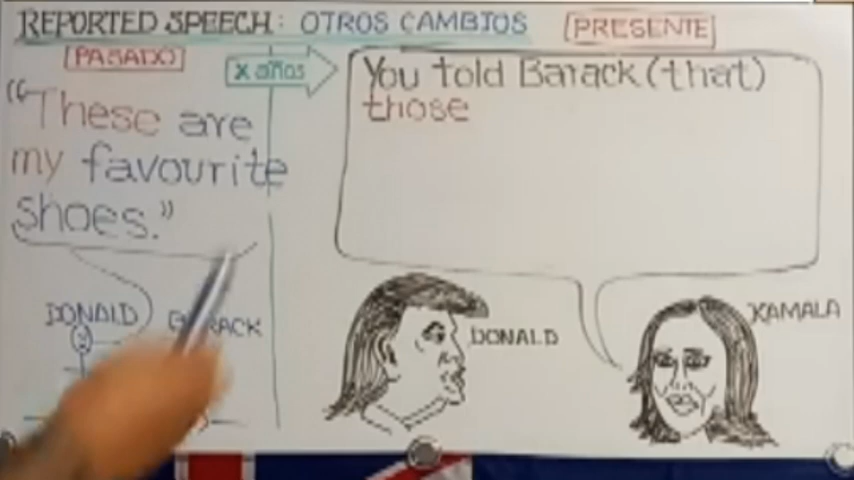 REPORTED SPEECH: OTROS CAMBIOS
PRESENTE
PASADO
X años
"These are
my favourite
shoes."
You told Barack (that)
those
DONALD
DONALD
KAMALA